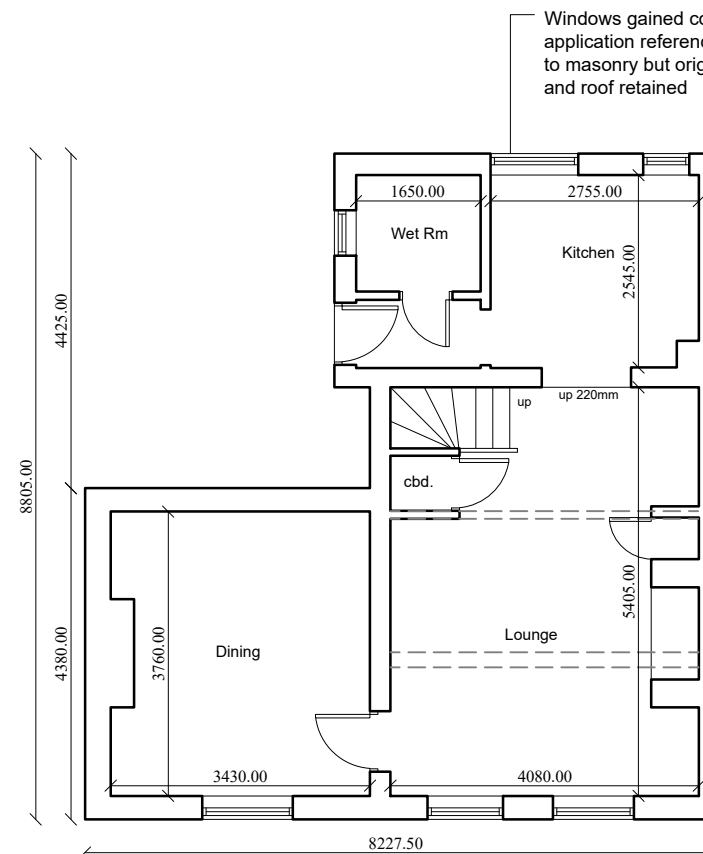 Windows gained co
application referenc
to masonry but orig
and roof retained
1650.00
2755.00
Wet Rm
Kitchen
2545.00
4425.00
up
up 220mm
cbd.
8805.00
5405.00
Lounge
Dining
3760.00
4380.00
3430.00
4080.00
8227.50